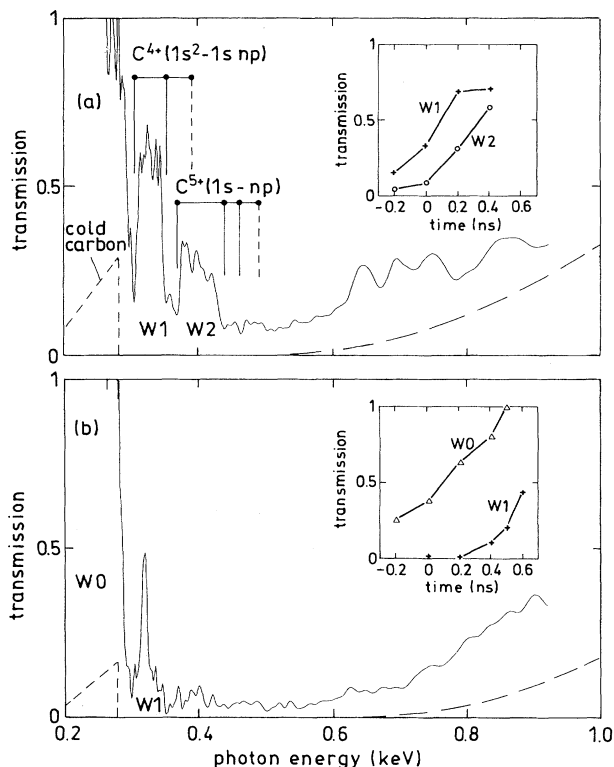 1
C4+(1s2-1s np)
(a)
C5+(1s-np)
0.5
transmission
cold
carbon
W1 W2
0
1
W1
transmission
0.5
W2
0
-0.2 0 0.2 0.4
time (ns)
1
(b)
W0
transmission
0.5
W1
0
0.2 0.4 0.6 0.8 1.0
photon energy (keV)
1
W0
transmission
0.5
W1
0
-0.2 0 0.2 0.4 0.6
time (ns)